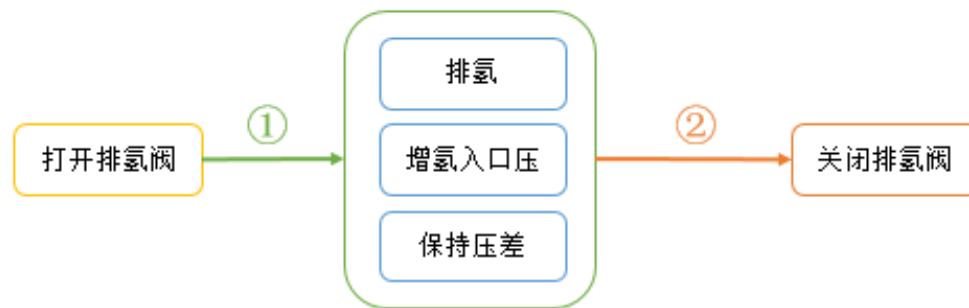 打开排氢阀
①
排氢
增氢入口压
保持压差
②
关闭排氢阀